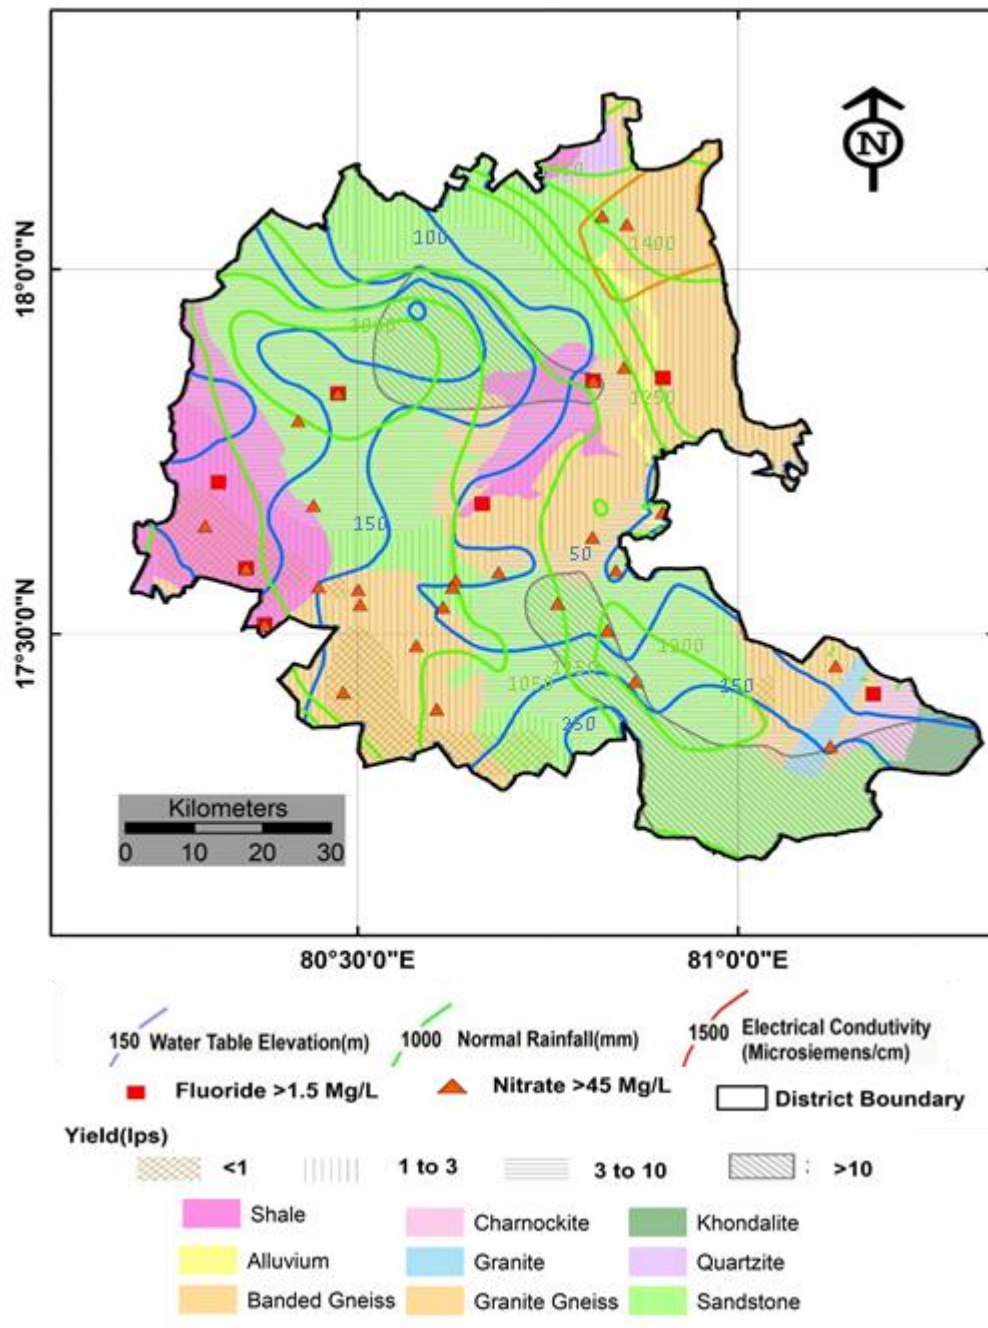 N
18°0'0"N
17°30'0"N
100
1400
1250
150
50
1050
250
150
Kilometers
0 10 20 30
80°30'0"E 81°0'0"E
150 Water Table Elevation(m)
1000 Normal Rainfall(mm)
1500 Electrical Condutivity
(Microsiemens/cm)
Fluoride >1.5 Mg/L
Nitrate >45 Mg/L
District Boundary
Yield(lps)
<1 1 to 3 3 to 10 >10
Shale Charnockite Khondalite
Alluvium Granite Quartzite
Banded Gneiss Granite Gneiss Sandstone